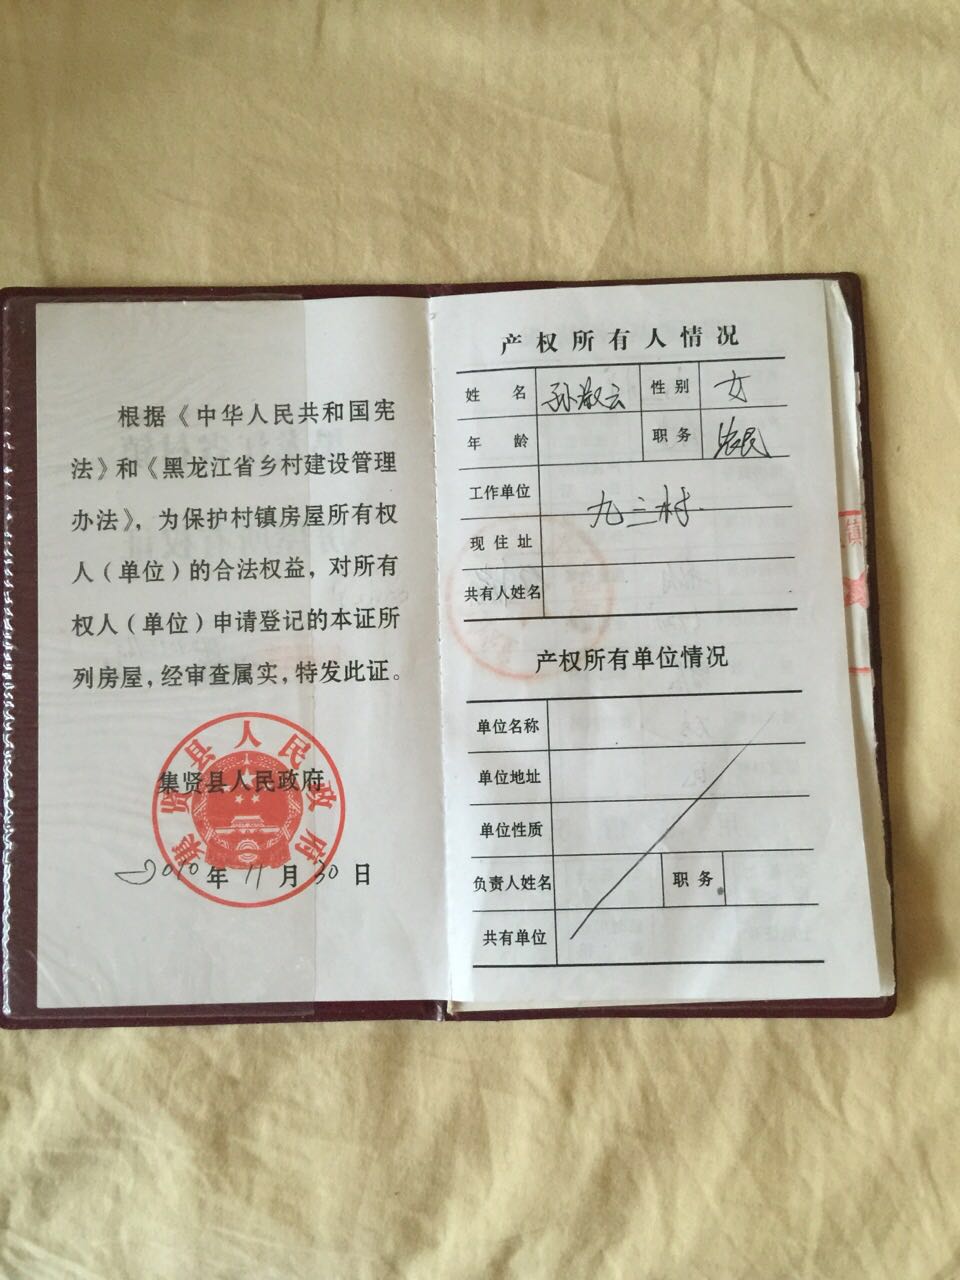 根据《中华人民共和国宪
法》和《黑龙江省乡村建设管理
办法》，为保护村镇房屋所有权
人（单位）的合法权益，对所有
权人（单位）申请登记的本证所
列房屋，经审查属实，特发此证。
集贤县人民政府
集贤县人民政府
2010年11月30日
产权所有人情况
姓名 孙淑云 性别 女
年龄 职务 农民
工作单位 九三村
现住址
共有人姓名
产权所有单位情况
单位名称
单位地址
单位性质
负责人姓名 职务
共有单位